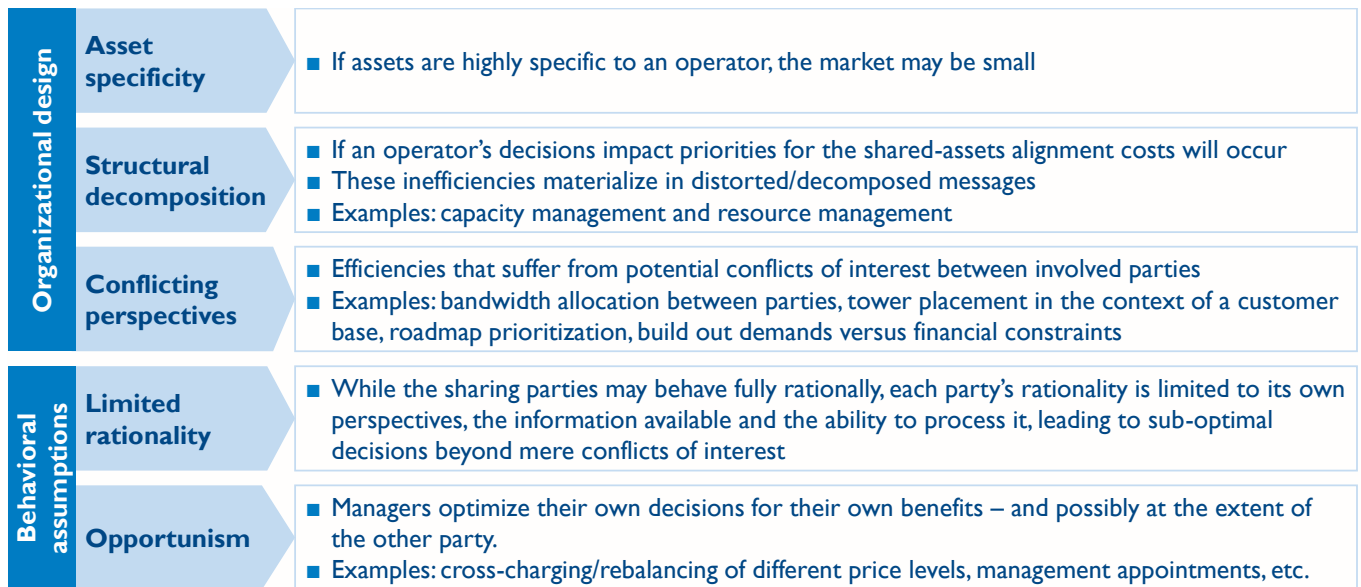 Organizational design
Asset
specificity
■ If assets are highly specific to an operator, the market may be small
Structural
decomposition
■ If an operator's decisions impact priorities for the shared-assets alignment costs will occur
■ These inefficiencies materialize in distorted/decomposed messages
■ Examples: capacity management and resource management
Conflicting
perspectives
■ Efficiencies that suffer from potential conflicts of interest between involved parties
■ Examples: bandwidth allocation between parties, tower placement in the context of a customer
base, roadmap prioritization, build out demands versus financial constraints
Behavioral
assumptions
Limited
rationality
■ While the sharing parties may behave fully rationally, each party's rationality is limited to its own
perspectives, the information available and the ability to process it, leading to sub-optimal
decisions beyond mere conflicts of interest
Opportunism
■ Managers optimize their own decisions for their own benefits – and possibly at the extent of
the other party.
■ Examples: cross-charging/rebalancing of different price levels, management appointments, etc.